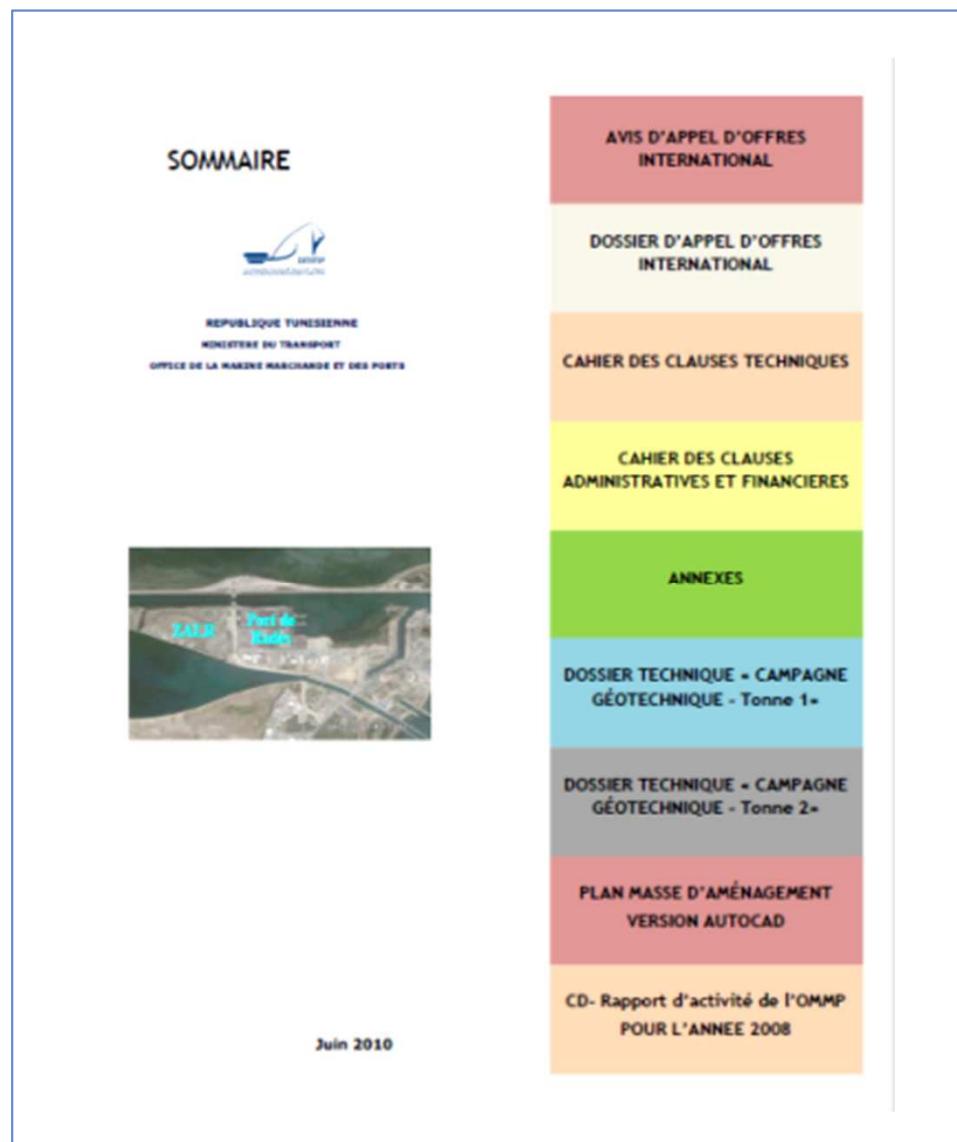 SOMMAIRE
REPUBLIQUE TUNISIENNE
MINISTERE DU TRANSPORT
OFFICE DE LA MARINE MARCHANDE ET DES PORTS
ZALR
Port de
Radès
Juin 2010
AVIS D'APPEL D'OFFRES
INTERNATIONAL
DOSSIER D'APPEL D'OFFRES
INTERNATIONAL
CAHIER DES CLAUSES TECHNIQUES
CAHIER DES CLAUSES
ADMINISTRATIVES ET FINANCIERES
ANNEXES
DOSSIER TECHNIQUE « CAMPAGNE
GÉOTECHNIQUE - Tonne 1»
DOSSIER TECHNIQUE « CAMPAGNE
GÉOTECHNIQUE - Tonne 2»
PLAN MASSE D'AMÉNAGEMENT
VERSION AUTOCAD
CD- Rapport d'activité de l'OMMP
POUR L'ANNEE 2008